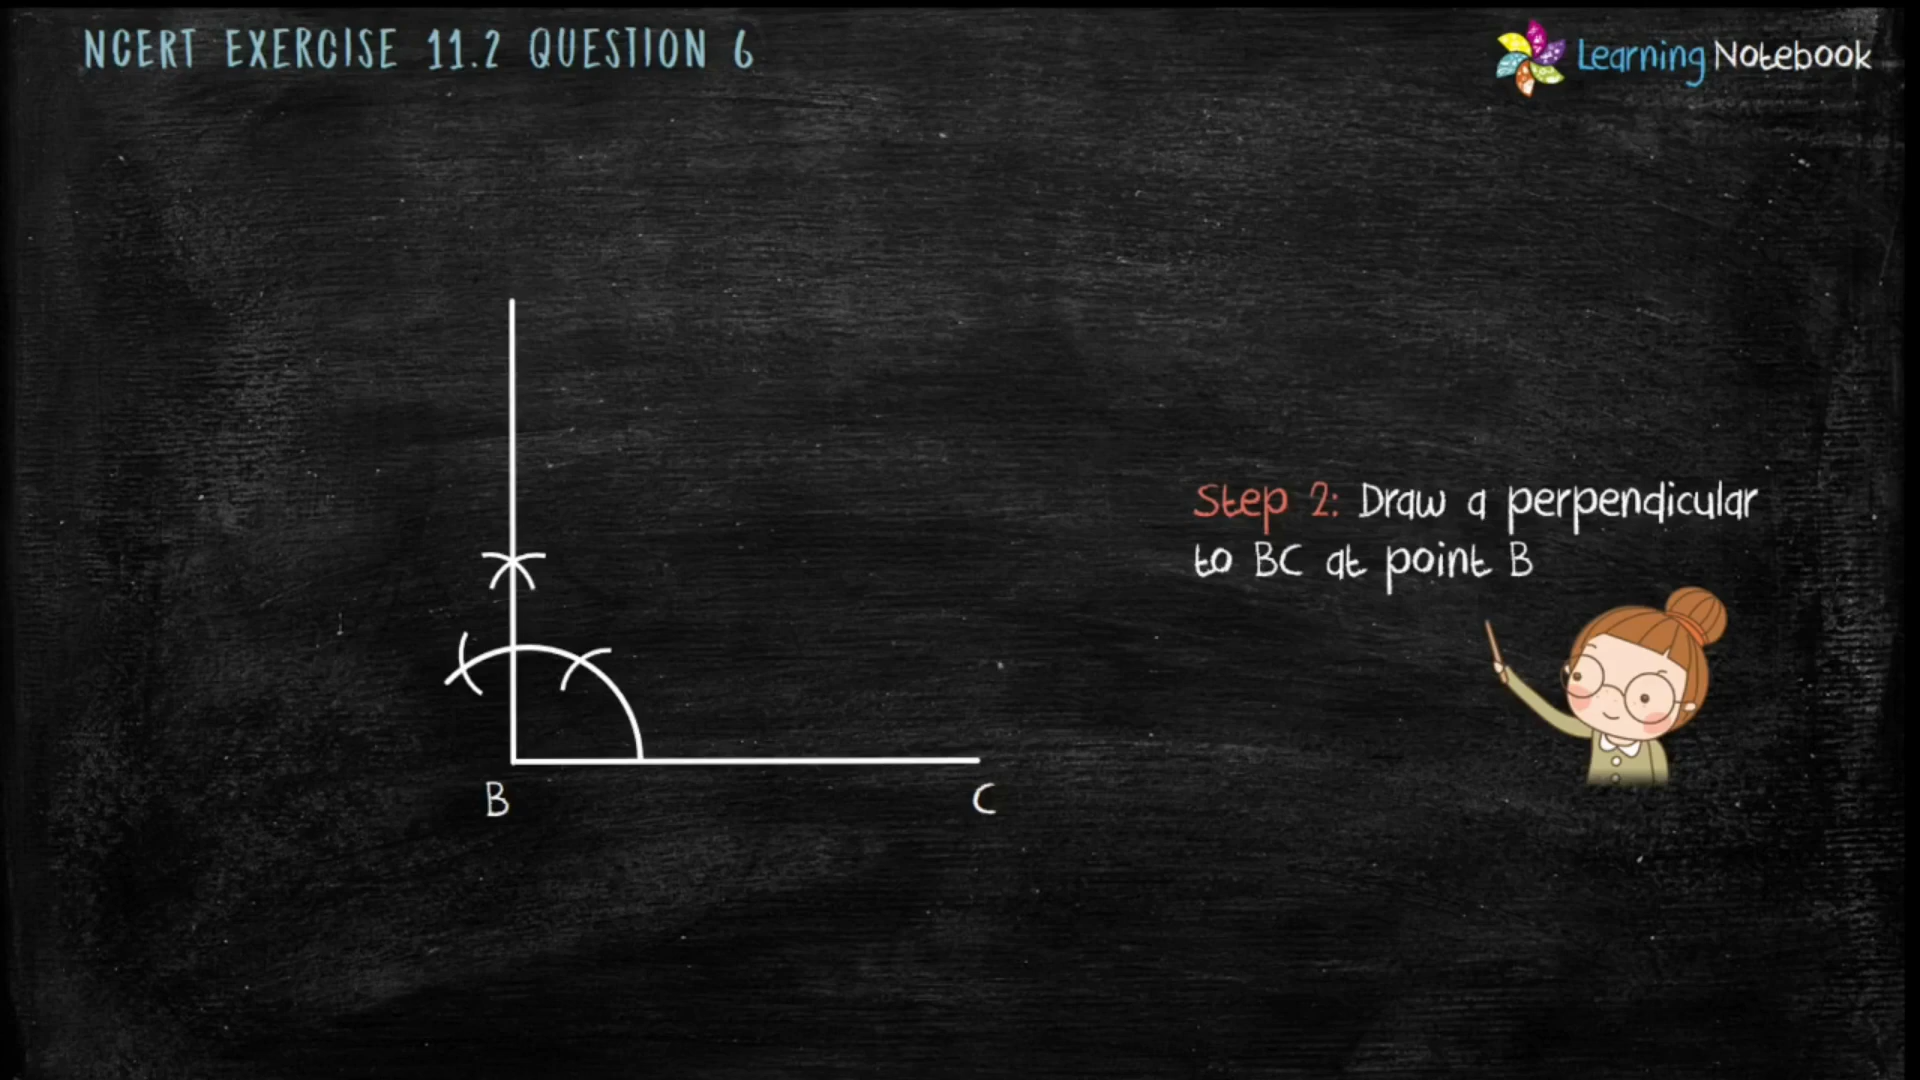 NCERT EXERCISE 11.2 QUESTION 6
Learning Notebook
Step 2: Draw a perpendicular
to BC at point B
B
C